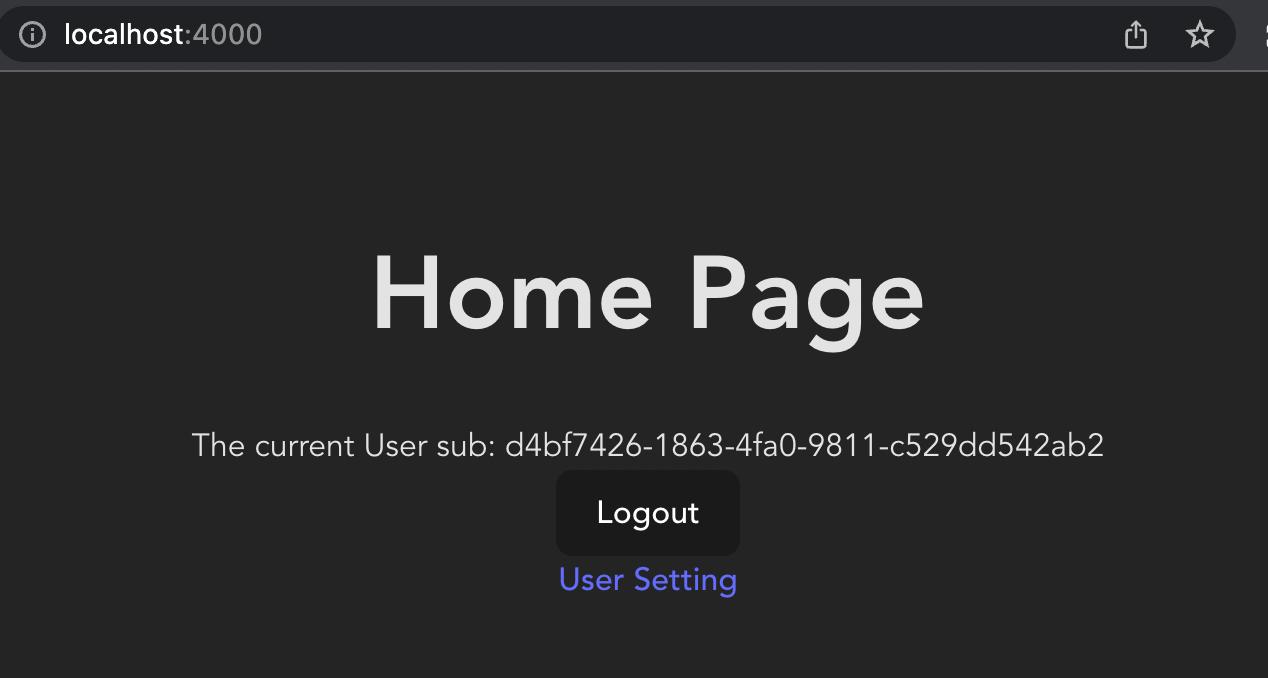 localhost:4000
Home Page
The current User sub: d4bf7426-1863-4fa0-9811-c529dd542ab2
Logout
User Setting